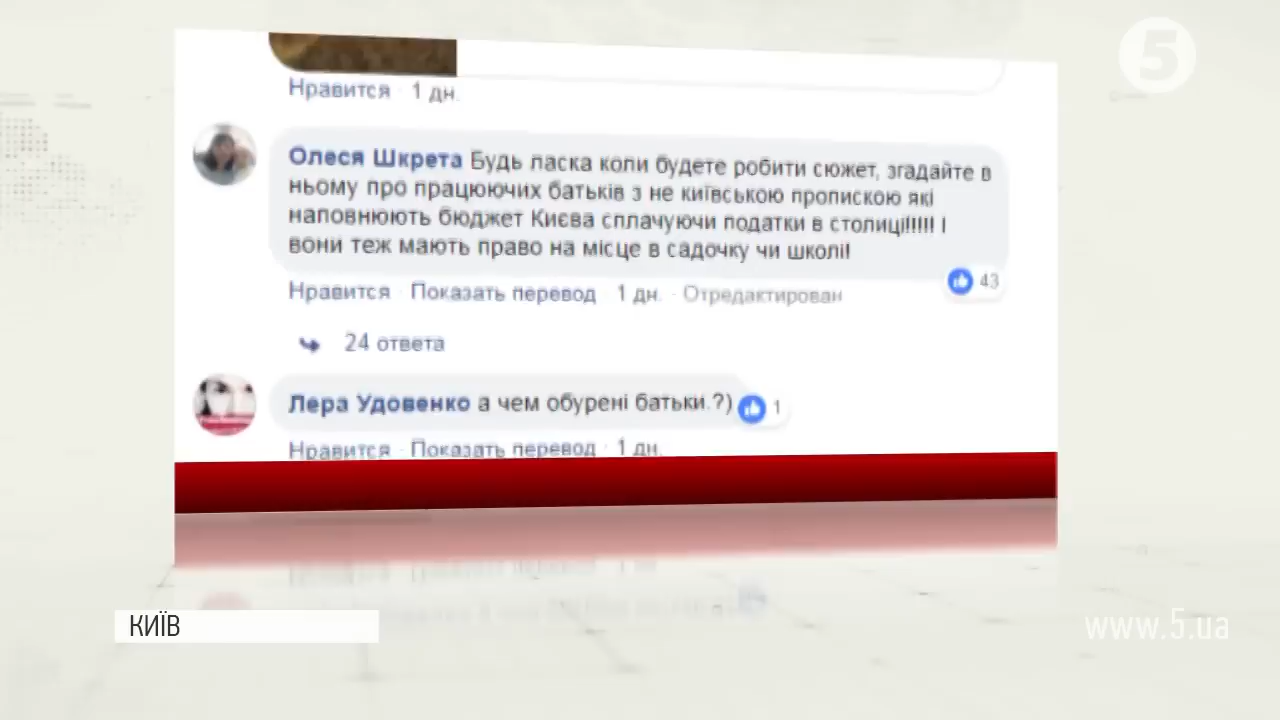 5
Нравится · 1 дн.
Олеся Шкрета Будь ласка коли будете робити сюжет, згадайте в
ньому про працюючих батьків з не київською пропискою які
наповнюють бюджет Києва сплачуючи податки в столиці!!!!! І
вони теж мають право на місце в садочку чи школі!
43
Нравится · Показать перевод · 1 дн. · Отредактирован
24 ответа
Лера Удовенко а чем обурені батьки.?)
1
Нравится · Показать перевод · 1 дн.
КИЇВ
www.5.ua